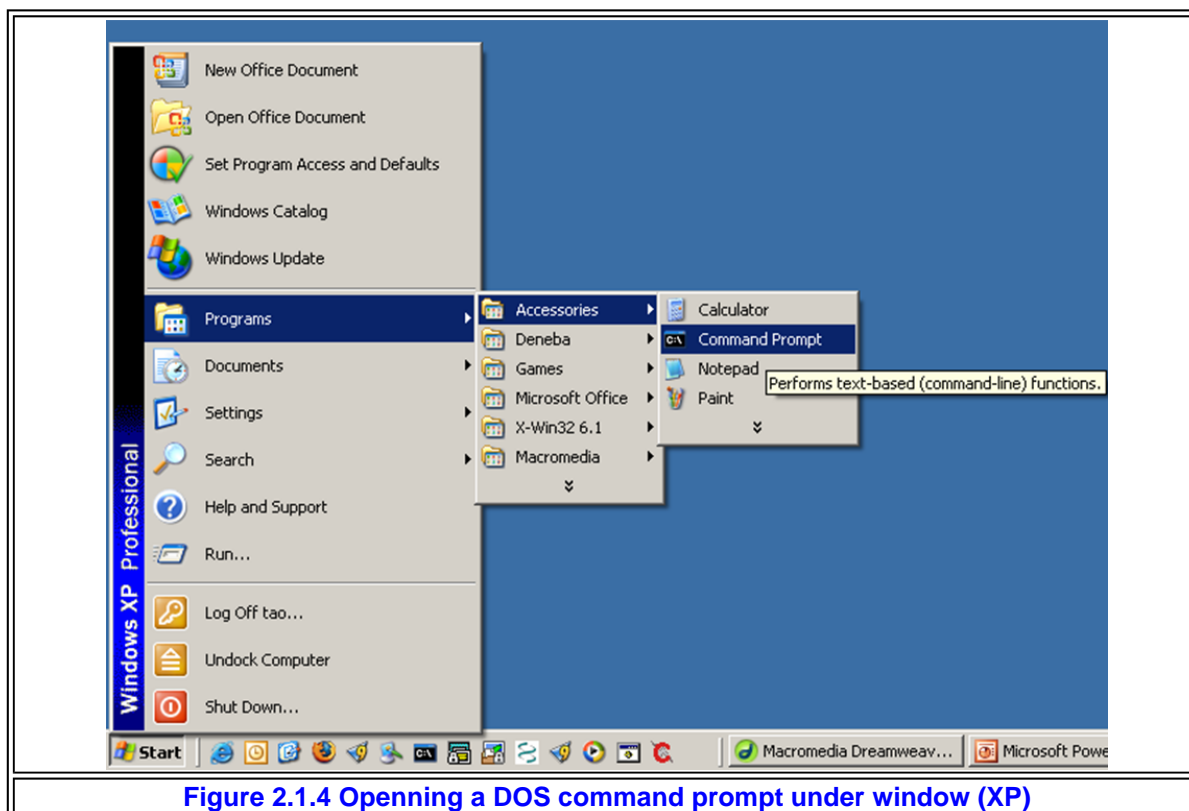 New Office Document
Open Office Document
Set Program Access and Defaults
Windows Catalog
Windows Update
Programs
Documents
Settings
Search
Help and Support
Run...
Log Off tao...
Undock Computer
Shut Down...
Windows XP Professional
Accessories
Deneba
Games
Microsoft Office
X-Win32 6.1
Macromedia
Calculator
Command Prompt
Notepad
Paint
Performs text-based (command-line) functions.
Start
C:\
Macromedia Dreamweav...
Microsoft Powe
Figure 2.1.4 Openning a DOS command prompt under window (XP)